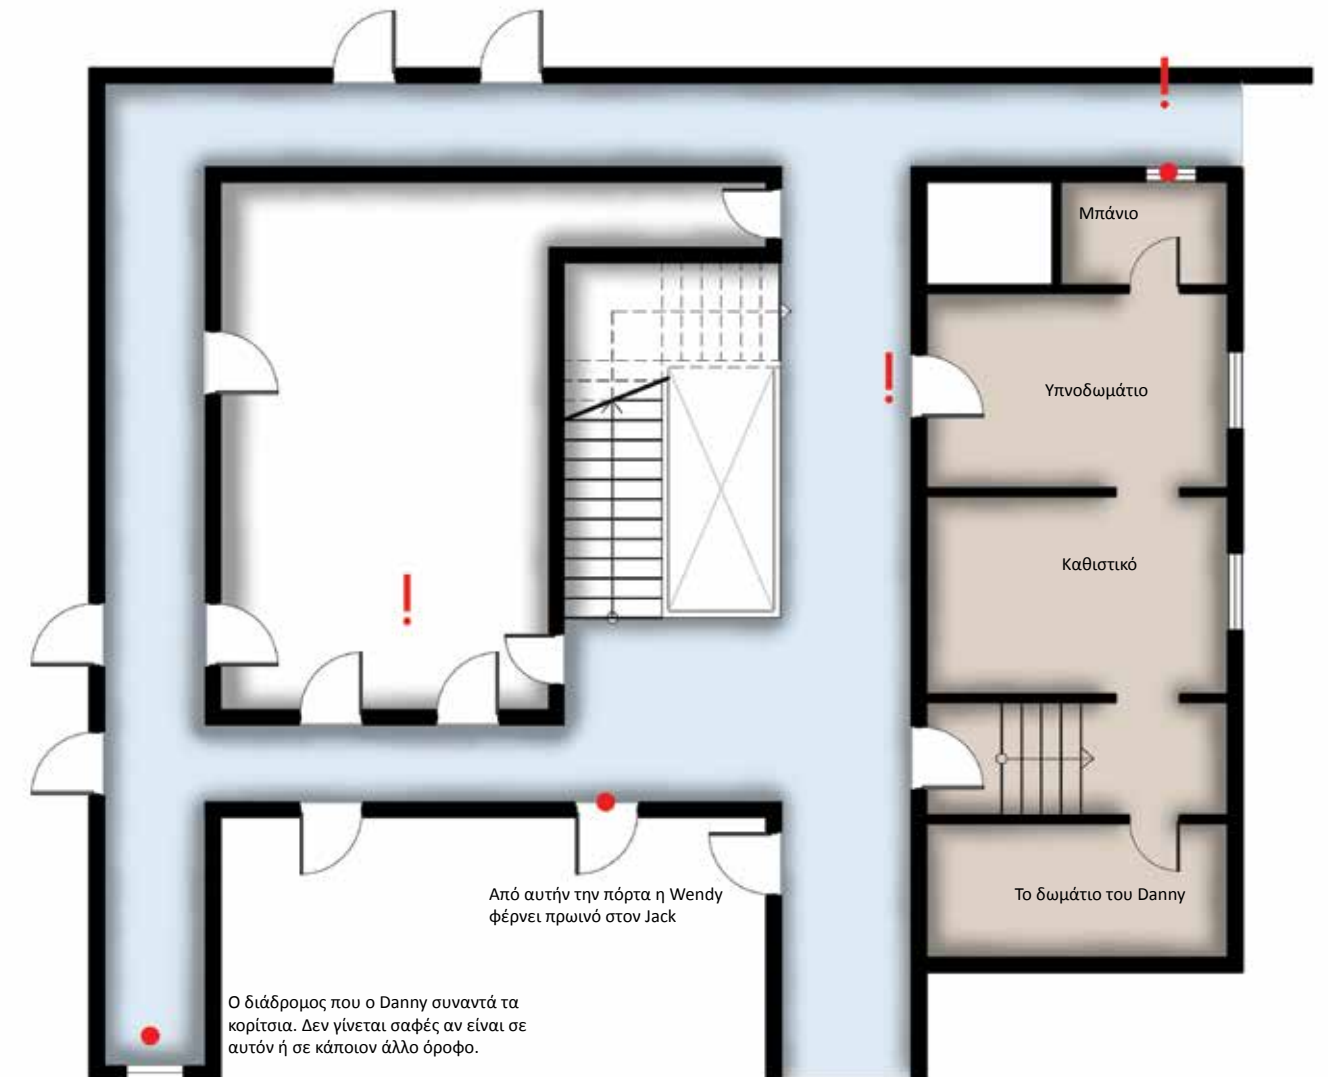 Μπάνιο
Υπνοδωμάτιο
Καθιστικό
Από αυτήν την πόρτα η Wendy
φέρνει πρωινό στον Jack
Το δωμάτιο του Danny
Ο διάδρομος που ο Danny συναντά τα
κορίτσια. Δεν γίνεται σαφές αν είναι σε
αυτόν ή σε κάποιον άλλο όροφο.